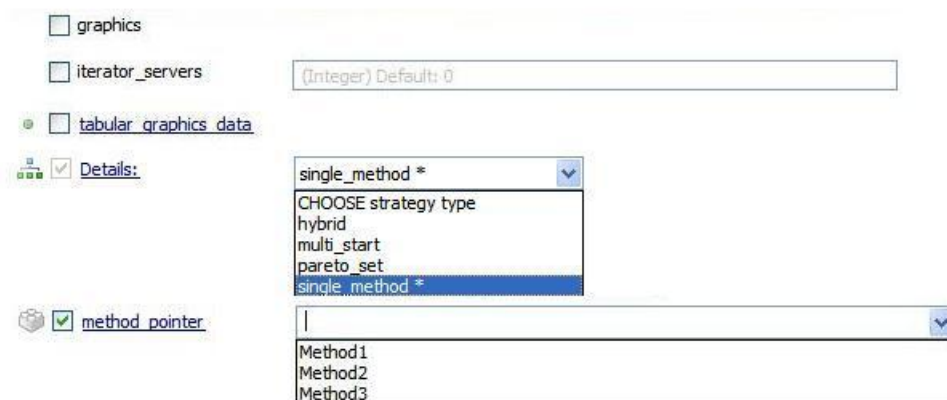 graphics
iterator_servers (Integer) Default: 0
tabular_graphics_data
Details: single_method *
CHOOSE strategy type
hybrid
multi_start
pareto_set
single_method *
method_pointer
Method1
Method2
Method3